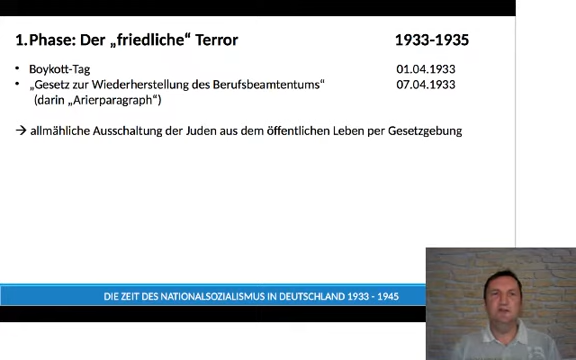 1. Phase: Der „friedliche“ Terror 1933-1935
• Boykott-Tag 01.04.1933
• „Gesetz zur Wiederherstellung des Berufsbeamtentums“ 07.04.1933
(darin „Arierparagraph“)
→ allmähliche Ausschaltung der Juden aus dem öffentlichen Leben per Gesetzgebung
DIE ZEIT DES NATIONALSOZIALISMUS IN DEUTSCHLAND 1933 - 1945